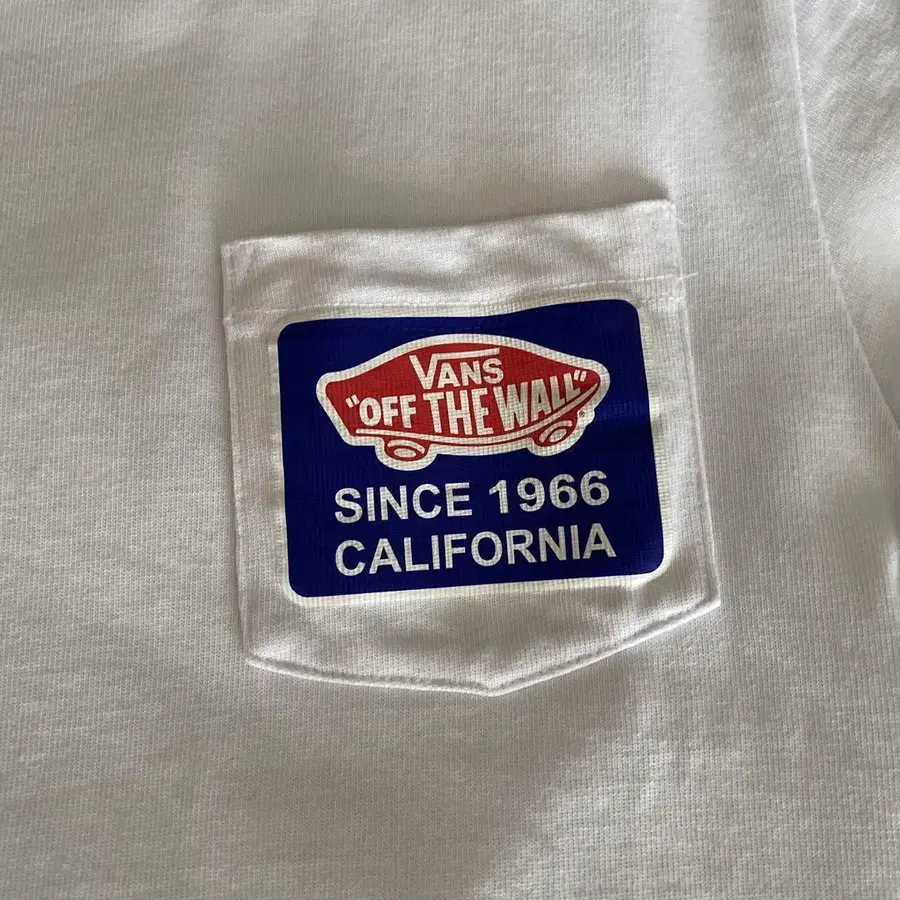 VANS
"OFF THE WALL"
SINCE 1966
CALIFORNIA